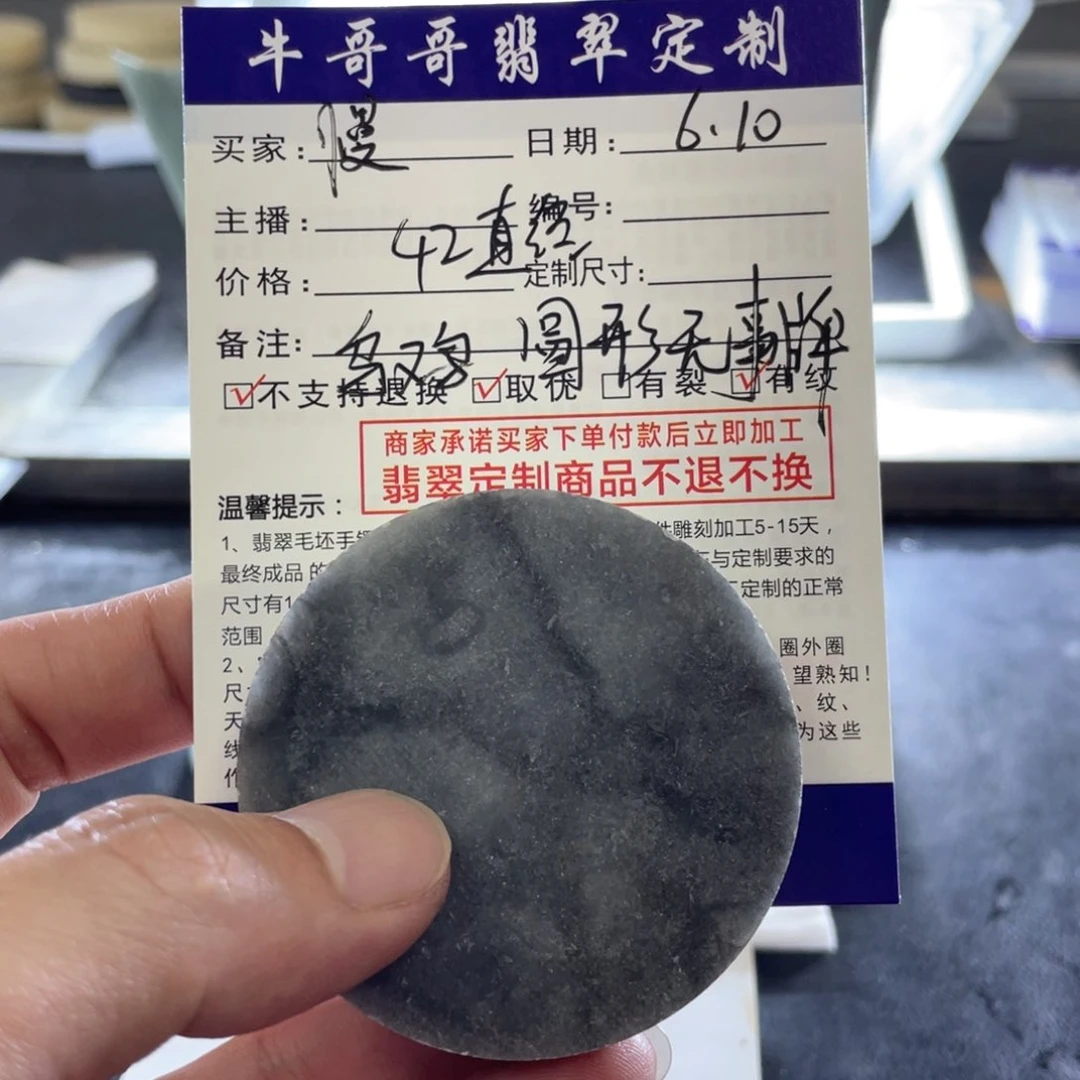 牛哥哥翡翠定制
买家：慢 日期：6.10
主播： 编号：
42直径
价格： 定制尺寸：
备注：乌鸡 圆形无事牌
不支持退换 取优 有裂 有纹
商家承诺买家下单付款后立即加工
翡翠定制商品不退不换
温馨提示：
1、翡翠毛坯手 件雕刻加工5-15天，
最终成品的 与定制要求的
尺寸有1 定制的正常
范围 圈外圈
2、 望熟知！
尺 、纹、
天 为这些
线
作